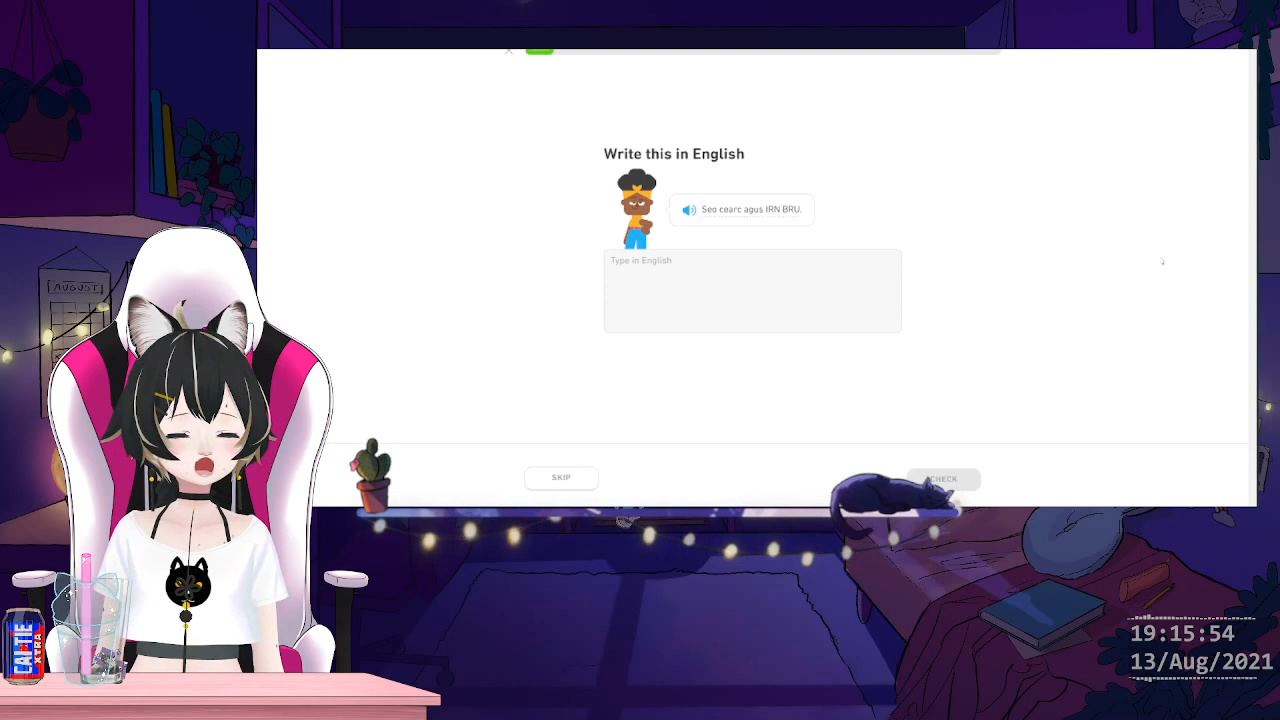 Write this in English
Seo cearc agus IRN BRU.
Type in English
SKIP
CHECK
AUGUST
XTRA
19:15:54
13/Aug/2021